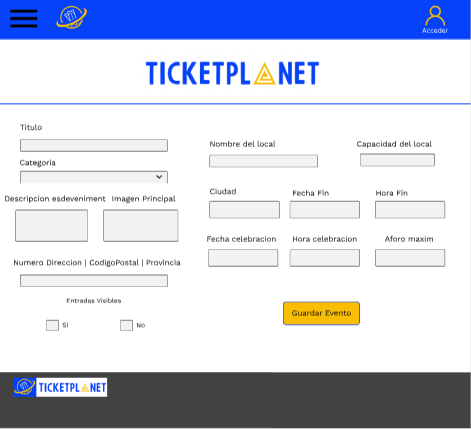 Acceder
TICKETPLANET
Titulo
Categoria
Descripcion esdeveniment Imagen Principal
Numero Direccion | CodigoPostal | Provincia
Entradas Visibles
Si No
Nombre del local Capacidad del local
Ciudad Fecha Fin Hora Fin
Fecha celebracion Hora celebracion Aforo maxim
Guardar Evento
TICKETPLANET